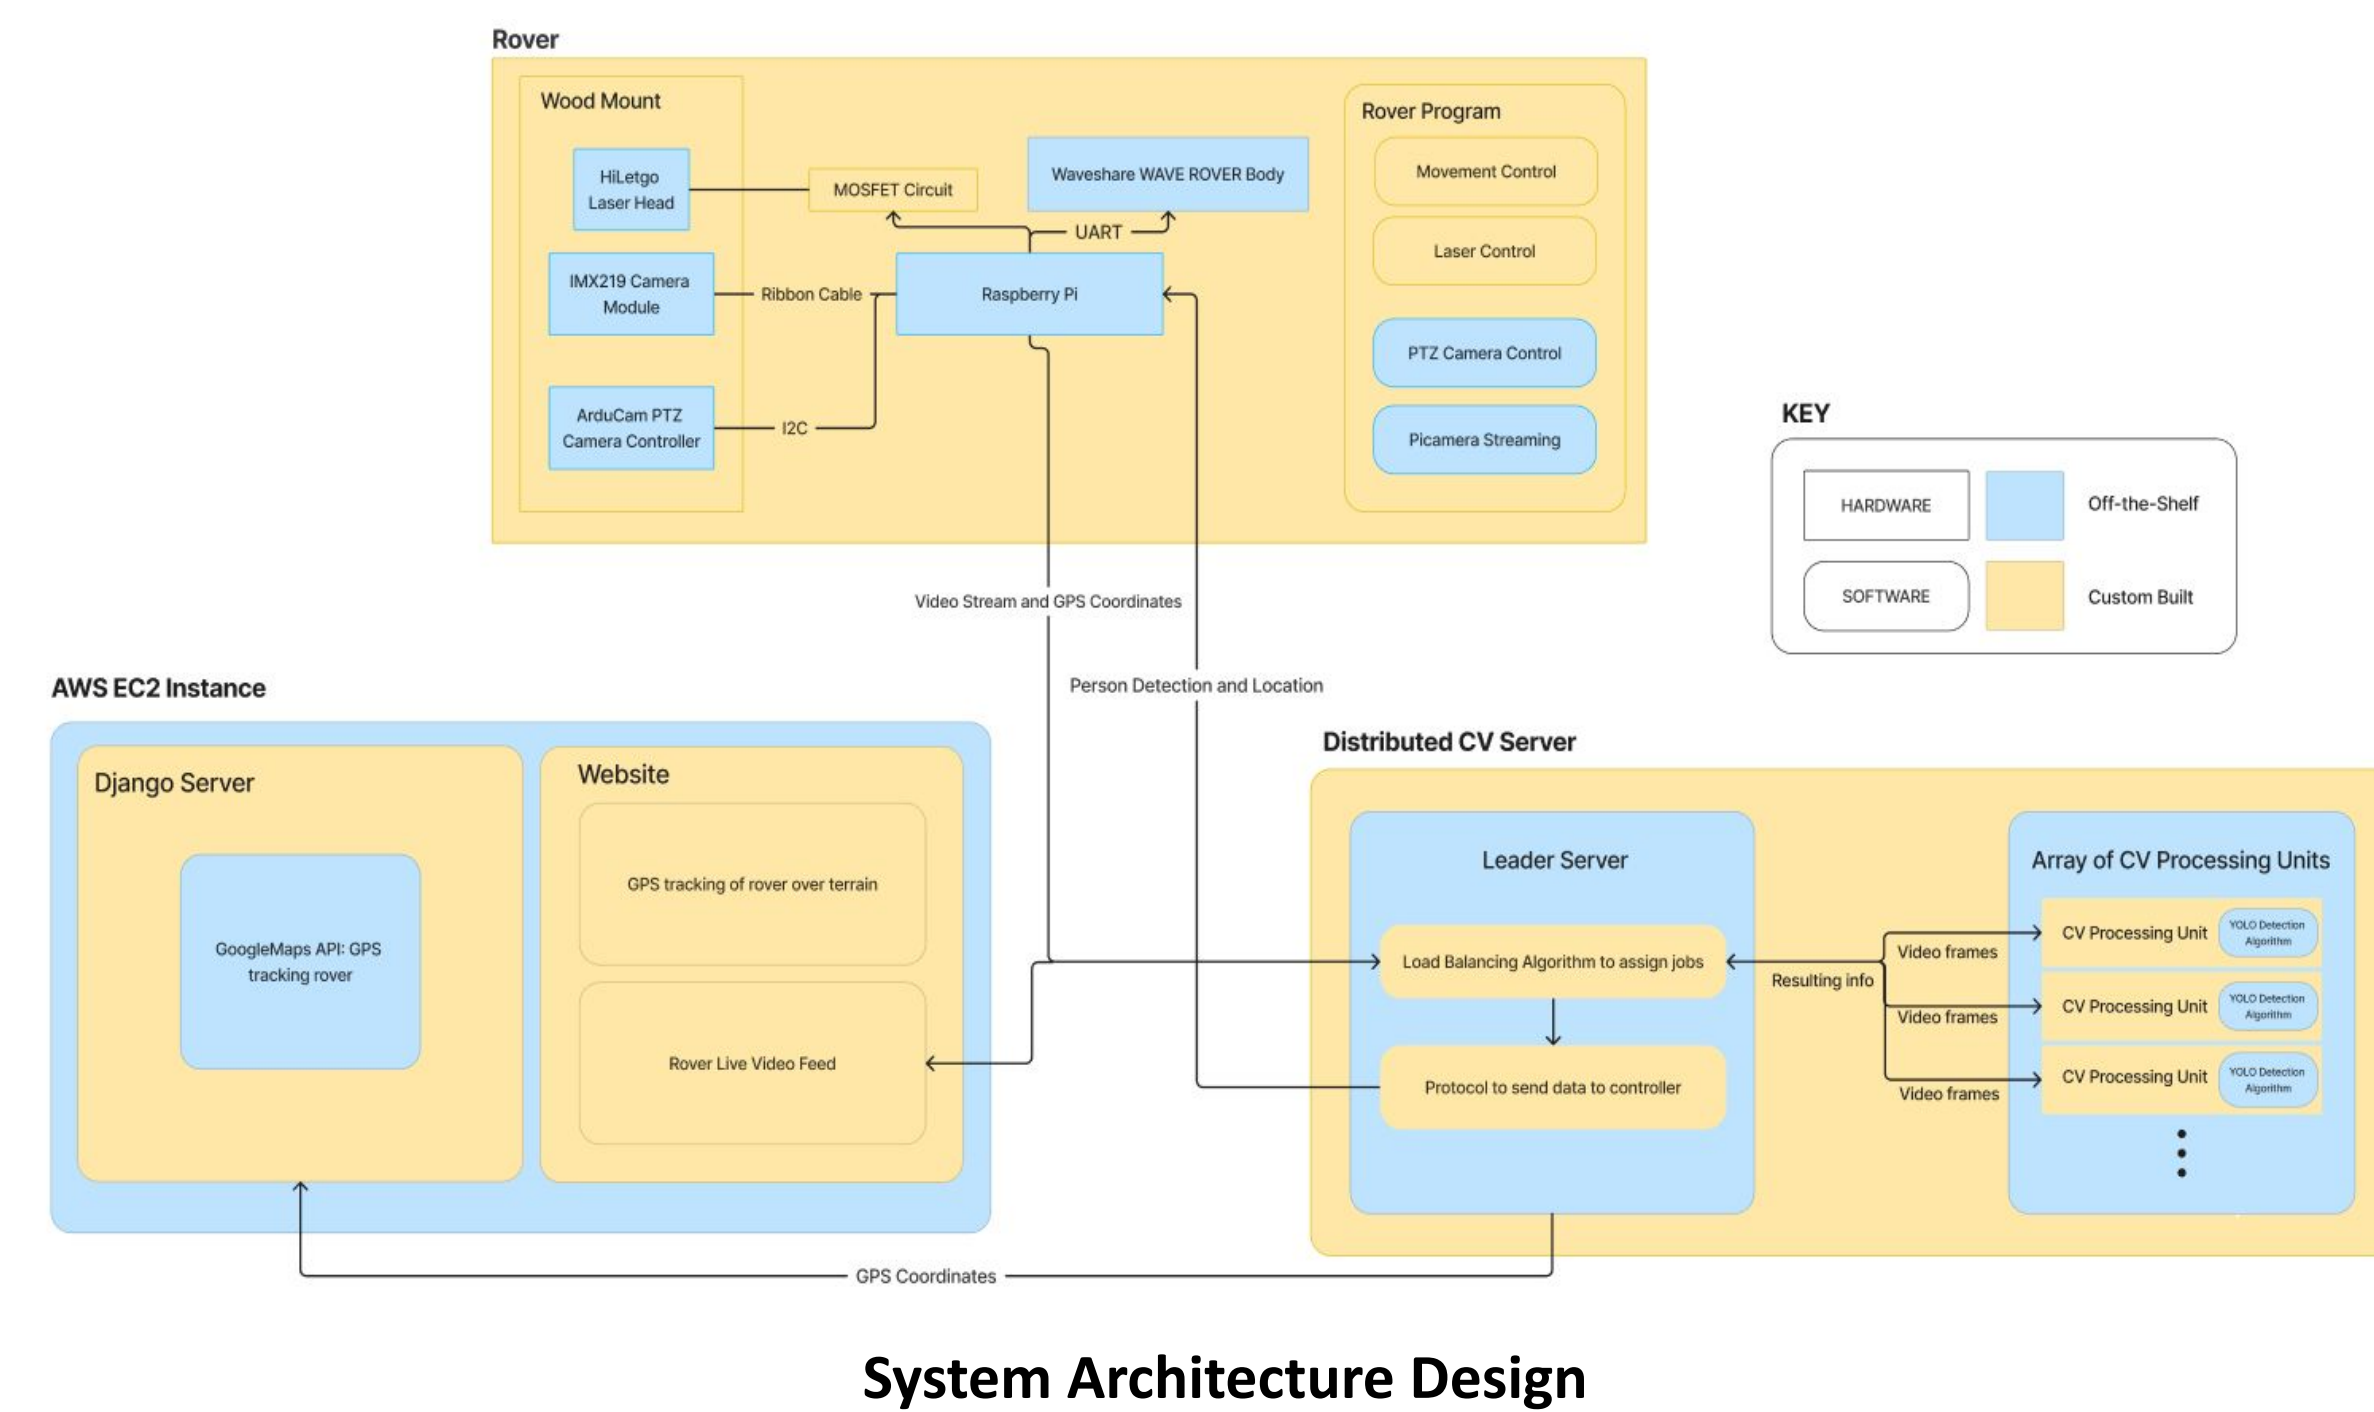 Rover
Wood Mount
HiLetgo
Laser Head
MOSFET Circuit
Waveshare WAVE ROVER Body
UART
IMX219 Camera
Module
Ribbon Cable
Raspberry Pi
ArduCam PTZ
Camera Controller
I2C
Rover Program
Movement Control
Laser Control
PTZ Camera Control
Picamera Streaming
KEY
HARDWARE
Off-the-Shelf
SOFTWARE
Custom Built
Video Stream and GPS Coordinates
Person Detection and Location
AWS EC2 Instance
Django Server
GoogleMaps API: GPS
tracking rover
Website
GPS tracking of rover over terrain
Rover Live Video Feed
Distributed CV Server
Leader Server
Load Balancing Algorithm to assign jobs
Protocol to send data to controller
Resulting info
Video frames
Video frames
Video frames
Array of CV Processing Units
CV Processing Unit
YOLO Detection
Algorithm
CV Processing Unit
YOLO Detection
Algorithm
CV Processing Unit
YOLO Detection
Algorithm
GPS Coordinates
System Architecture Design